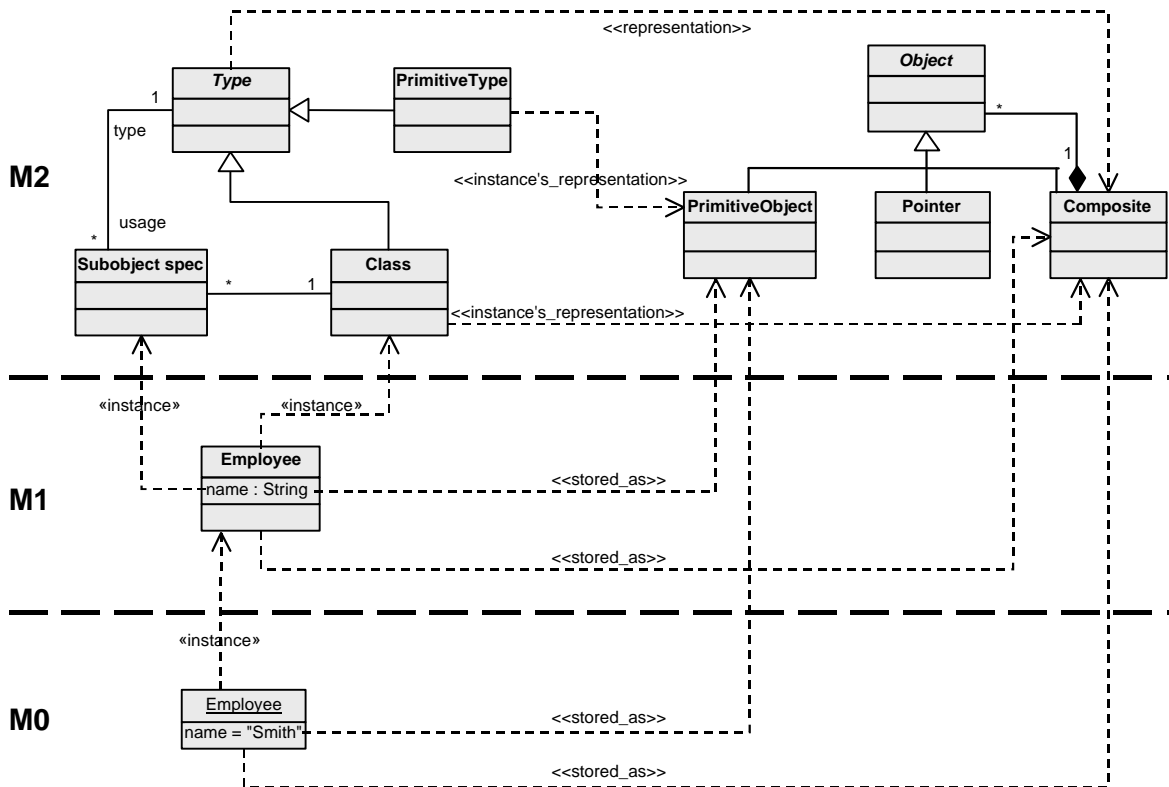 <<representation>>
Type
PrimitiveType
Object
1
type
*
M2
1
<<instance's_representation>>
PrimitiveObject
Pointer
Composite
usage
*
Subobject spec
Class
*
1
<<instance's_representation>>
«instance»
«instance»
Employee
name : String
<<stored_as>>
M1
<<stored_as>>
«instance»
Employee
M0
name = "Smith"
<<stored_as>>
<<stored_as>>